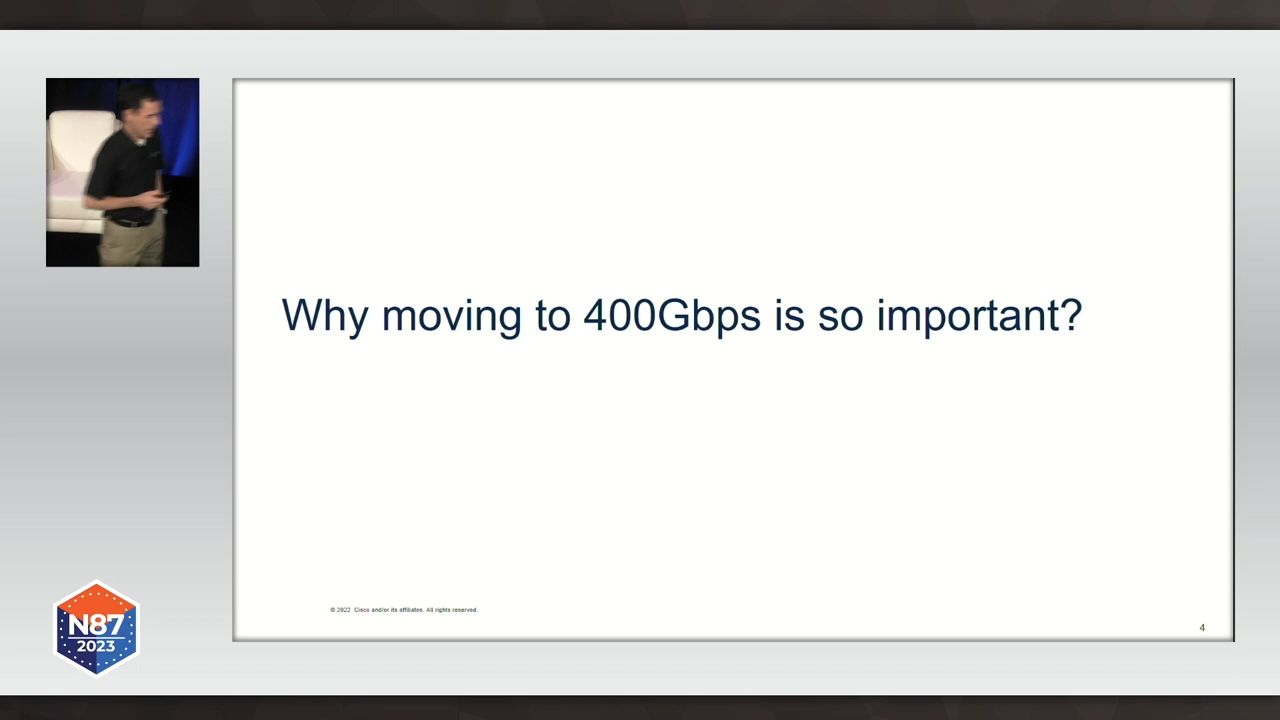 Why moving to 400Gbps is so important?
© 2022 Cisco and/or its affiliates. All rights reserved.
4
N87
2023